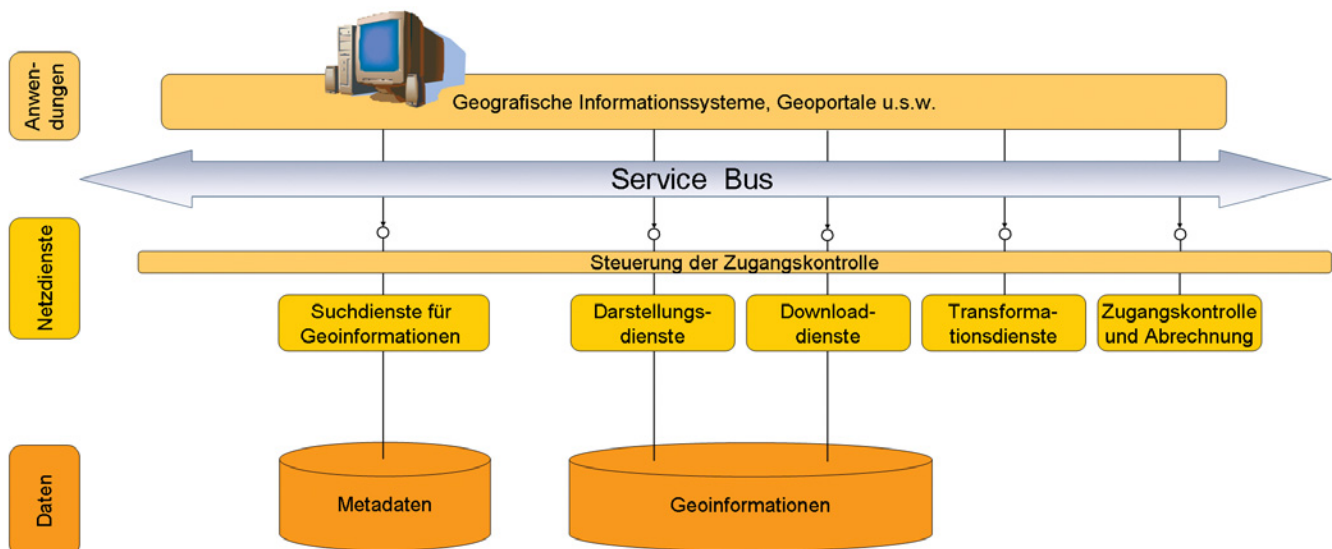 Anwen-
dungen
Geografische Informationssysteme, Geoportale u.s.w.
Service Bus
Netzdienste
Steuerung der Zugangskontrolle
Suchdienste für
Geoinformationen
Darstellungs-
dienste
Download-
dienste
Transforma-
tionsdienste
Zugangskontrolle
und Abrechnung
Daten
Metadaten
Geoinformationen